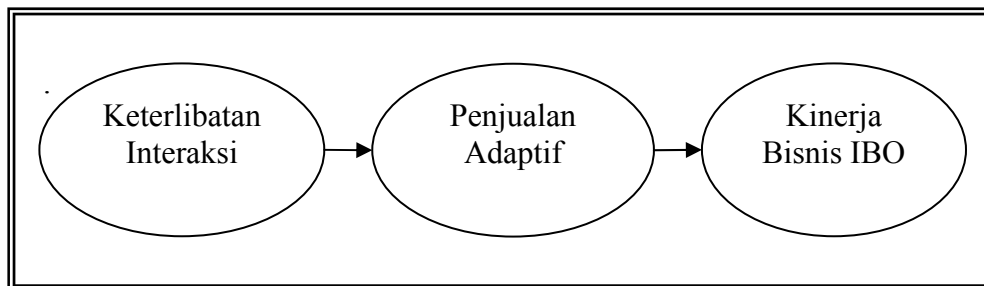 Keterlibatan
Interaksi
Penjualan
Adaptif
Kinerja
Bisnis IBO